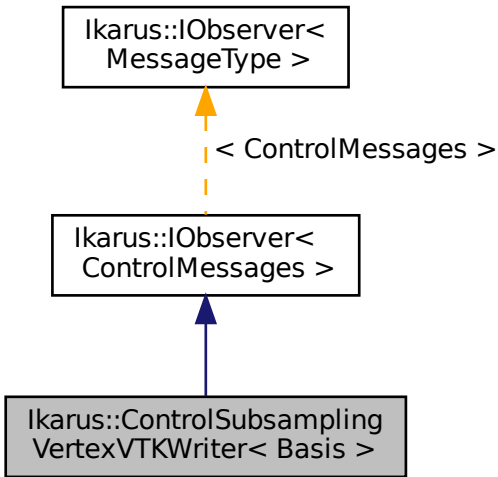 Ikarus::IObserver<
MessageType >
< ControlMessages >
Ikarus::IObserver<
ControlMessages >
Ikarus::ControlSubsampling
VertexVTKWriter< Basis >